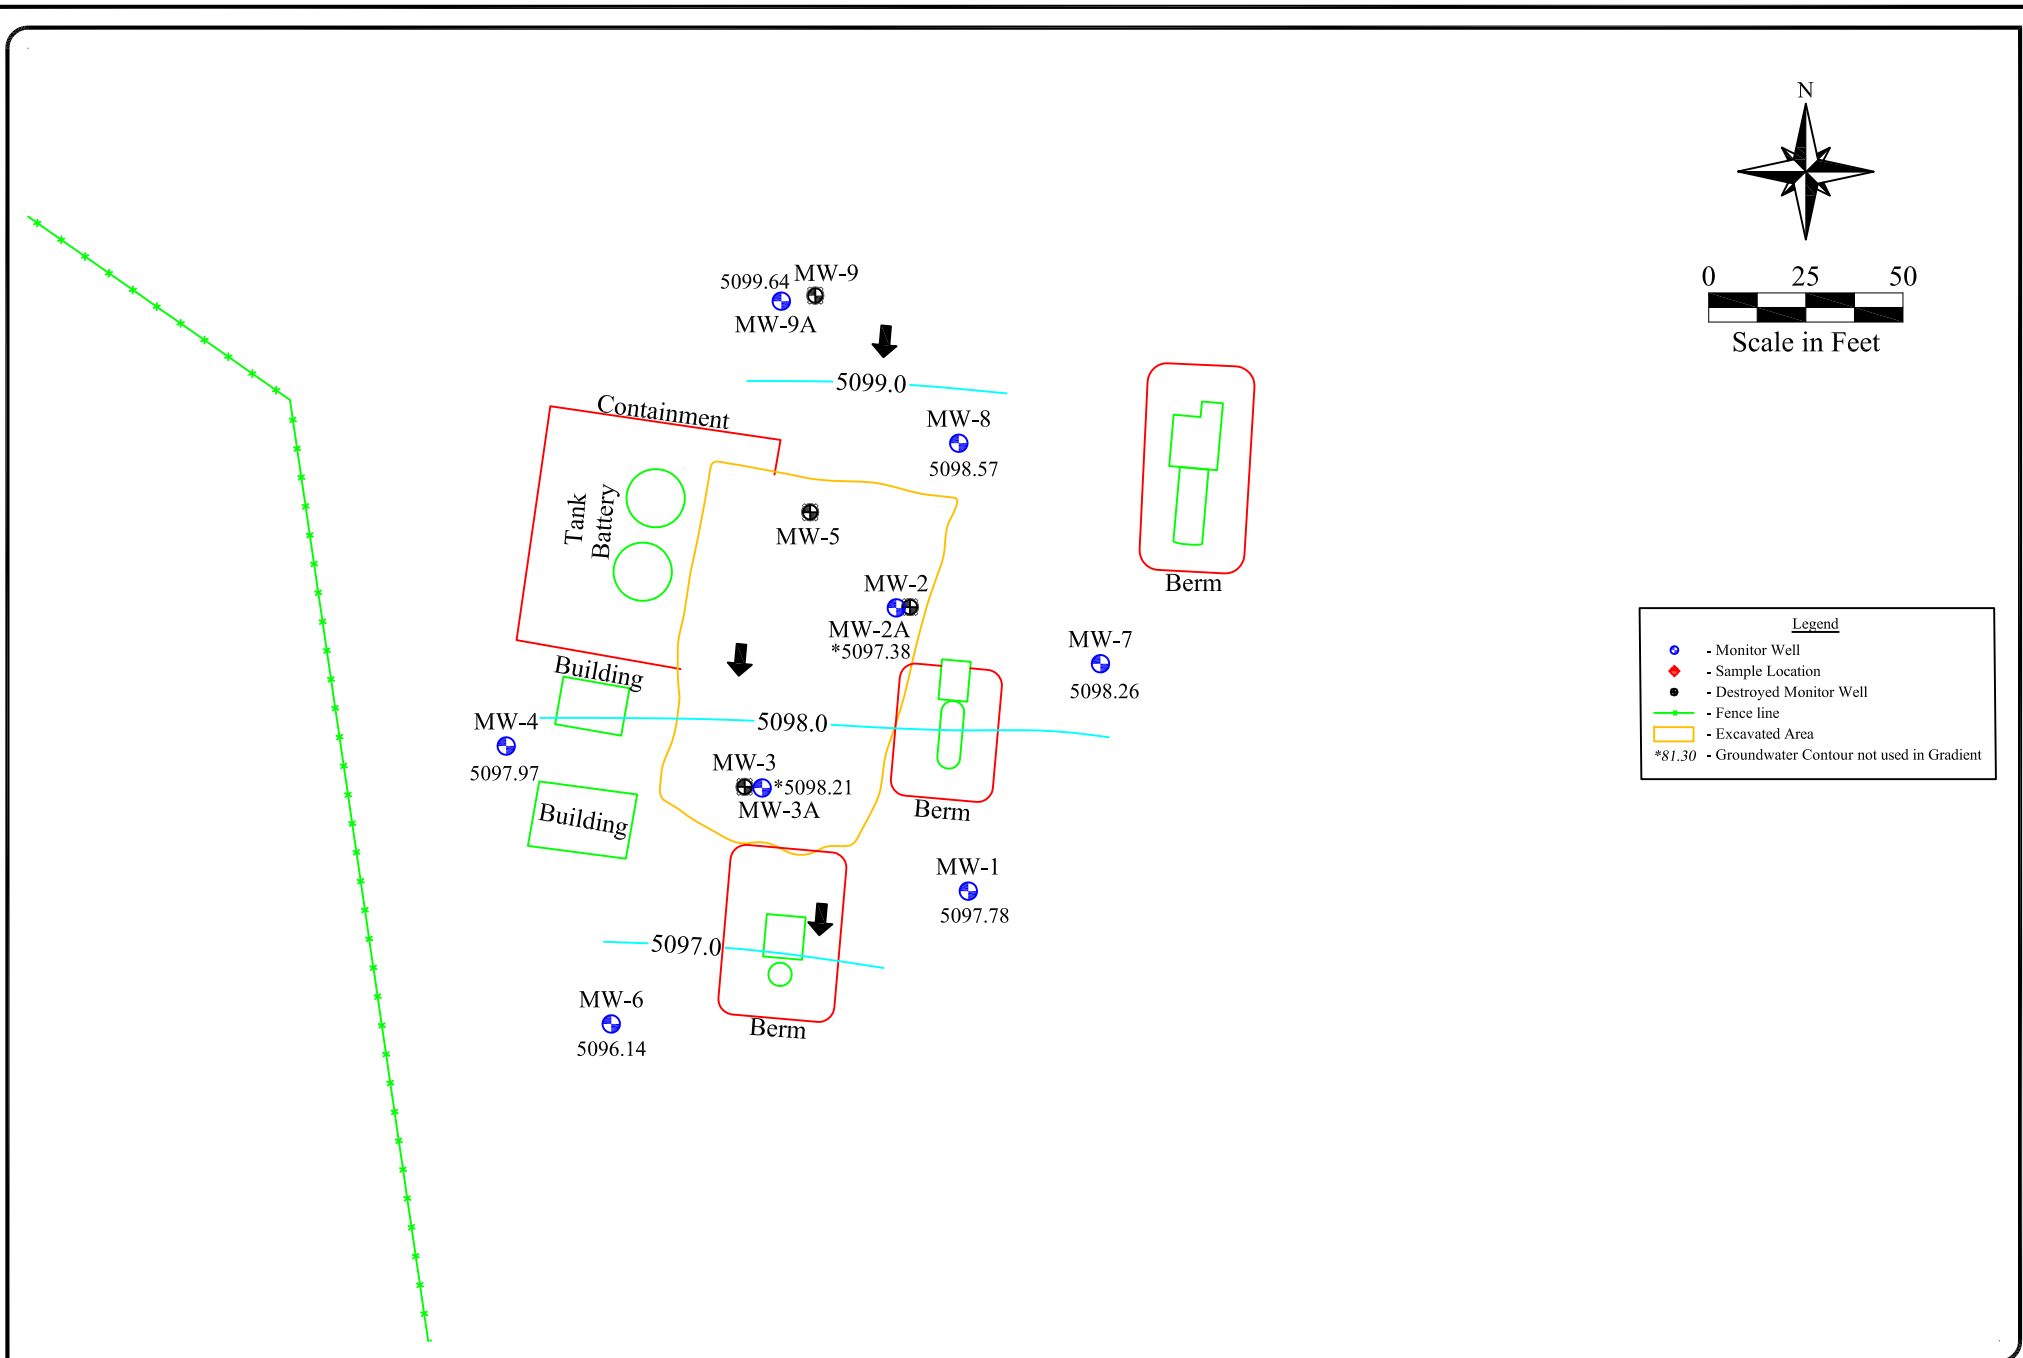 N
0 25 50
Scale in Feet
5099.64
MW-9
MW-9A
5099.0
Containment
MW-8
5098.57
Tank
Battery
MW-5
Berm
MW-2
MW-2A
*5097.38
MW-7
5098.26
Building
MW-4
5097.97
5098.0
MW-3
*5098.21
MW-3A
Building
Berm
MW-1
5097.78
5097.0
MW-6
5096.14
Berm
Legend
- Monitor Well
- Sample Location
- Destroyed Monitor Well
- Fence line
- Excavated Area
*81.30 - Groundwater Contour not used in Gradient